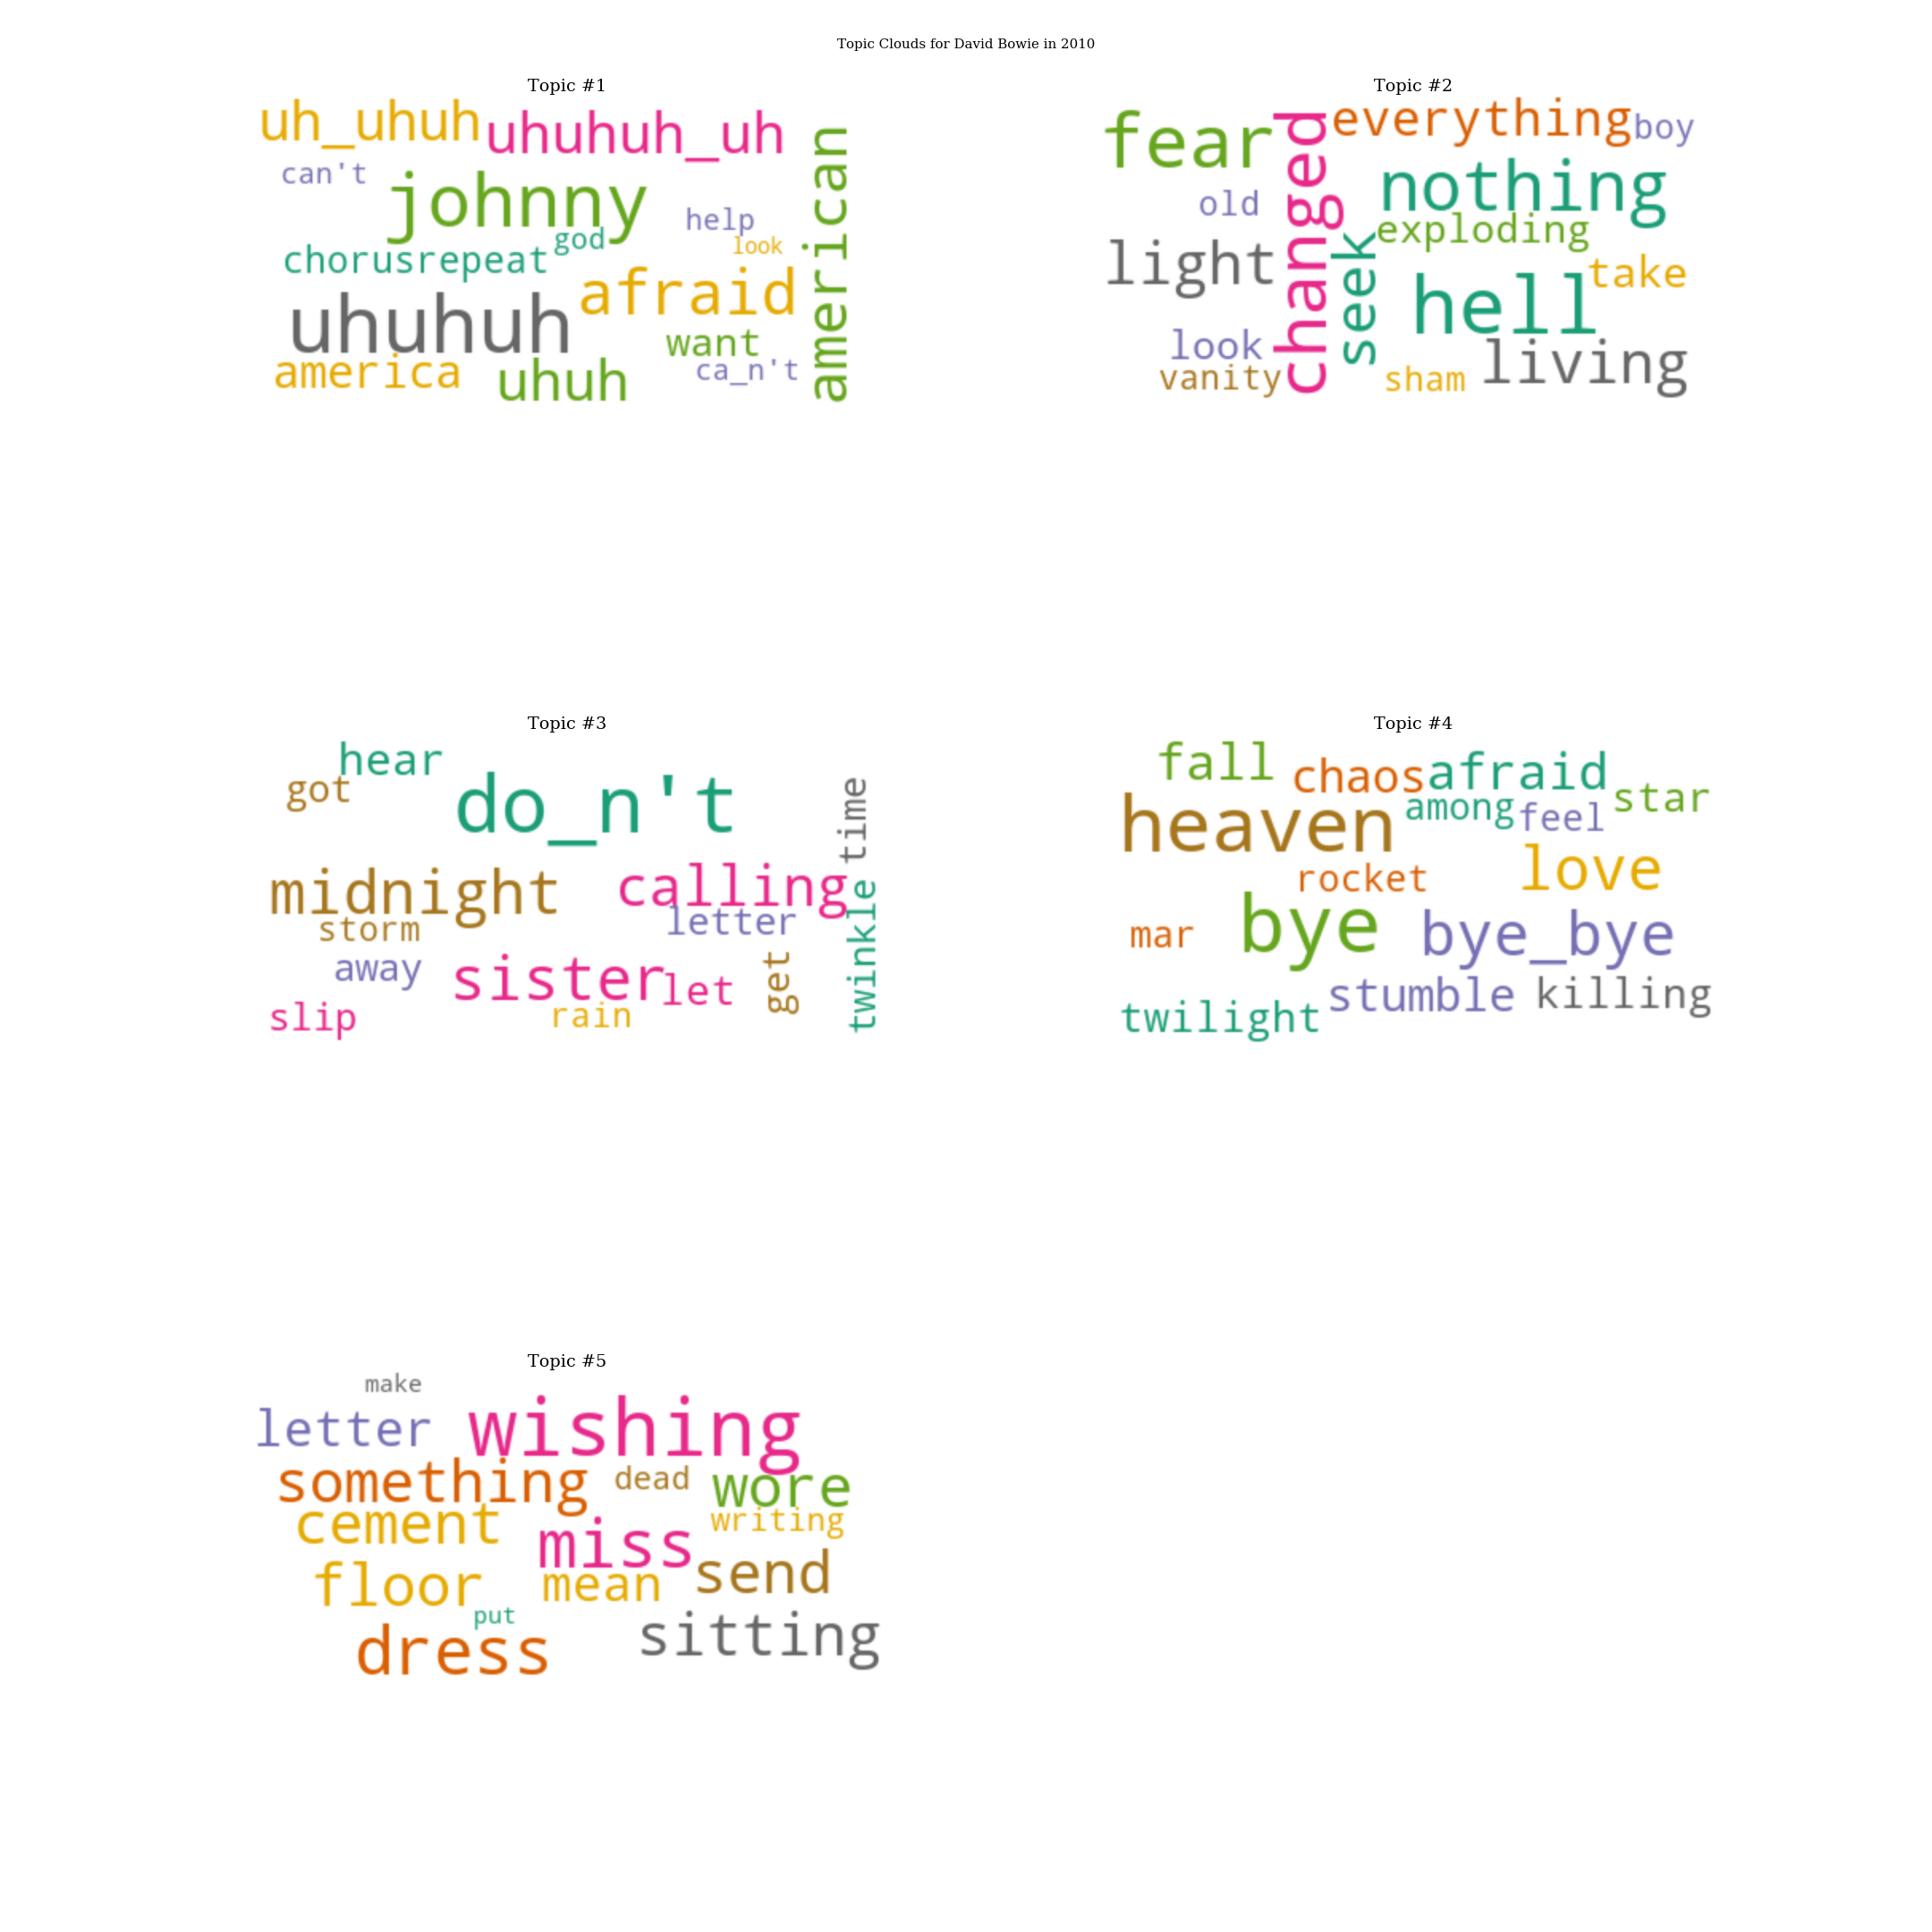 Topic Clouds for David Bowie in 2010
Topic #1
uh_uhuh uhuhuh_uh
can't johnny help american
god look
chorusrepeat
uhuhuh afraid
want
america uhuh ca_n't
Topic #2
fear changed everything boy
old nothing
exploding
light seek hell take
look living
vanity sham
Topic #3
hear
got do_n't time
midnight calling
storm letter twinkle
away sister let get
slip rain
Topic #4
fall chaos afraid
heaven among feel star
rocket love
mar bye bye_bye
twilight stumble killing
Topic #5
make
letter wishing
something dead wore
cement miss writing
floor mean send
put
dress sitting